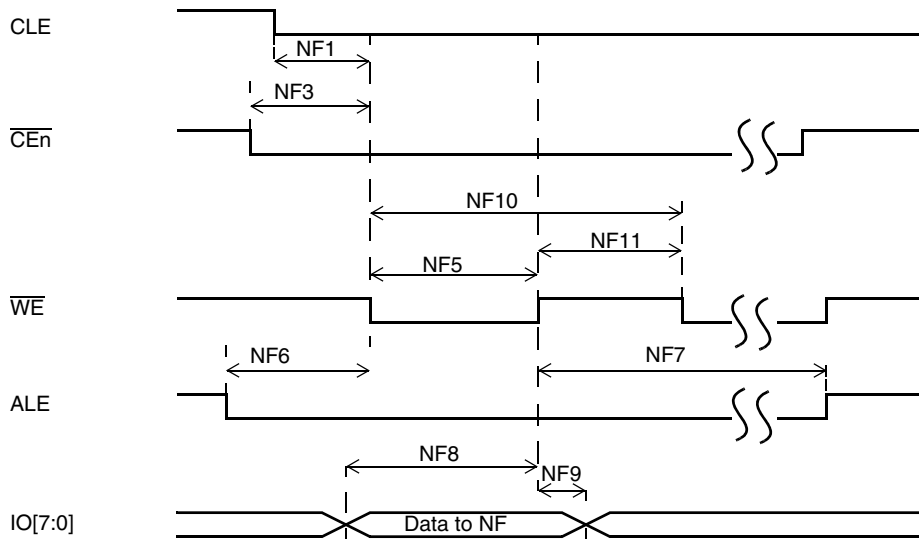 CLE
NF1
NF3
CEn
NF10
NF11
NF5
WE
NF6
NF7
ALE
NF8
NF9
IO[7:0]
Data to NF